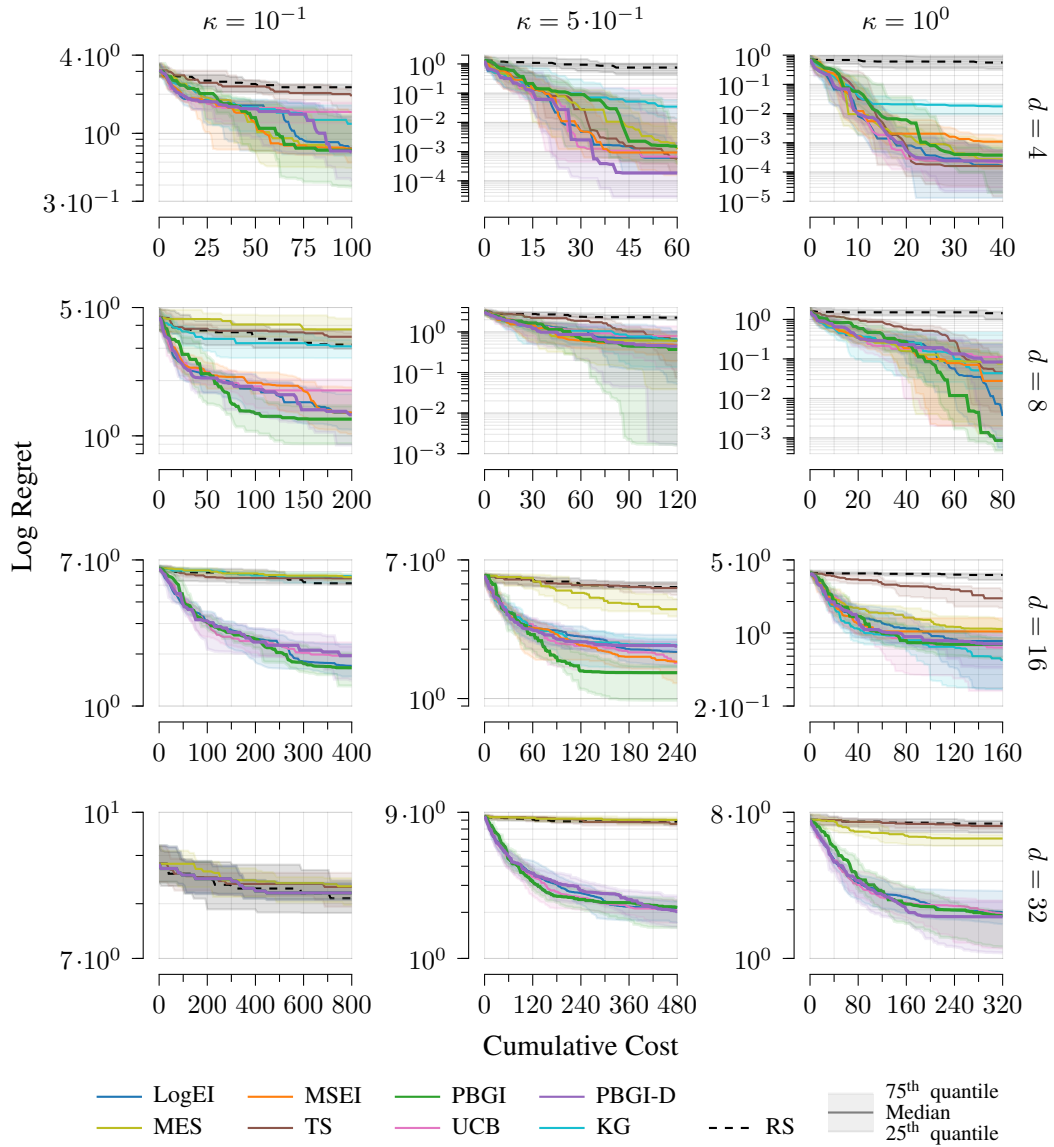 κ = 10⁻¹ κ = 5·10⁻¹ κ = 10⁰
4·10⁰
10⁰
3·10⁻¹
0 25 50 75 100
10⁰
10⁻¹
10⁻²
10⁻³
10⁻⁴
0 15 30 45 60
10⁰
10⁻¹
10⁻²
10⁻³
10⁻⁴
10⁻⁵
0 10 20 30 40
d = 4
5·10⁰
10⁰
0 50 100 150 200
10⁰
10⁻¹
10⁻²
10⁻³
0 30 60 90 120
10⁰
10⁻¹
10⁻²
10⁻³
0 20 40 60 80
d = 8
Log Regret
7·10⁰
10⁰
0 100 200 300 400
7·10⁰
10⁰
0 60 120 180 240
5·10⁰
10⁰
2·10⁻¹
0 40 80 120 160
d = 16
10¹
7·10⁰
0 200 400 600 800
9·10⁰
10⁰
0 120 240 360 480
8·10⁰
10⁰
0 80 160 240 320
d = 32
Cumulative Cost
LogEI MSEI PBGI PBGI-D
MES TS UCB KG RS
75ᵗʰ quantile
Median
25ᵗʰ quantile